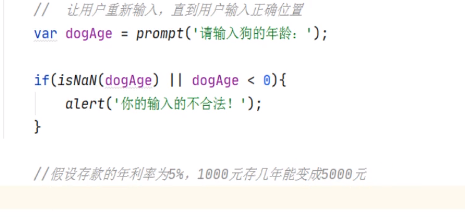 //  让用户重新输入，直到用户输入正确位置
var dogAge = prompt('请输入狗的年龄：');
if(isNaN(dogAge) || dogAge < 0){
alert('你的输入的不合法！');
}
//假设存款的年利率为5%，1000元存几年能变成5000元